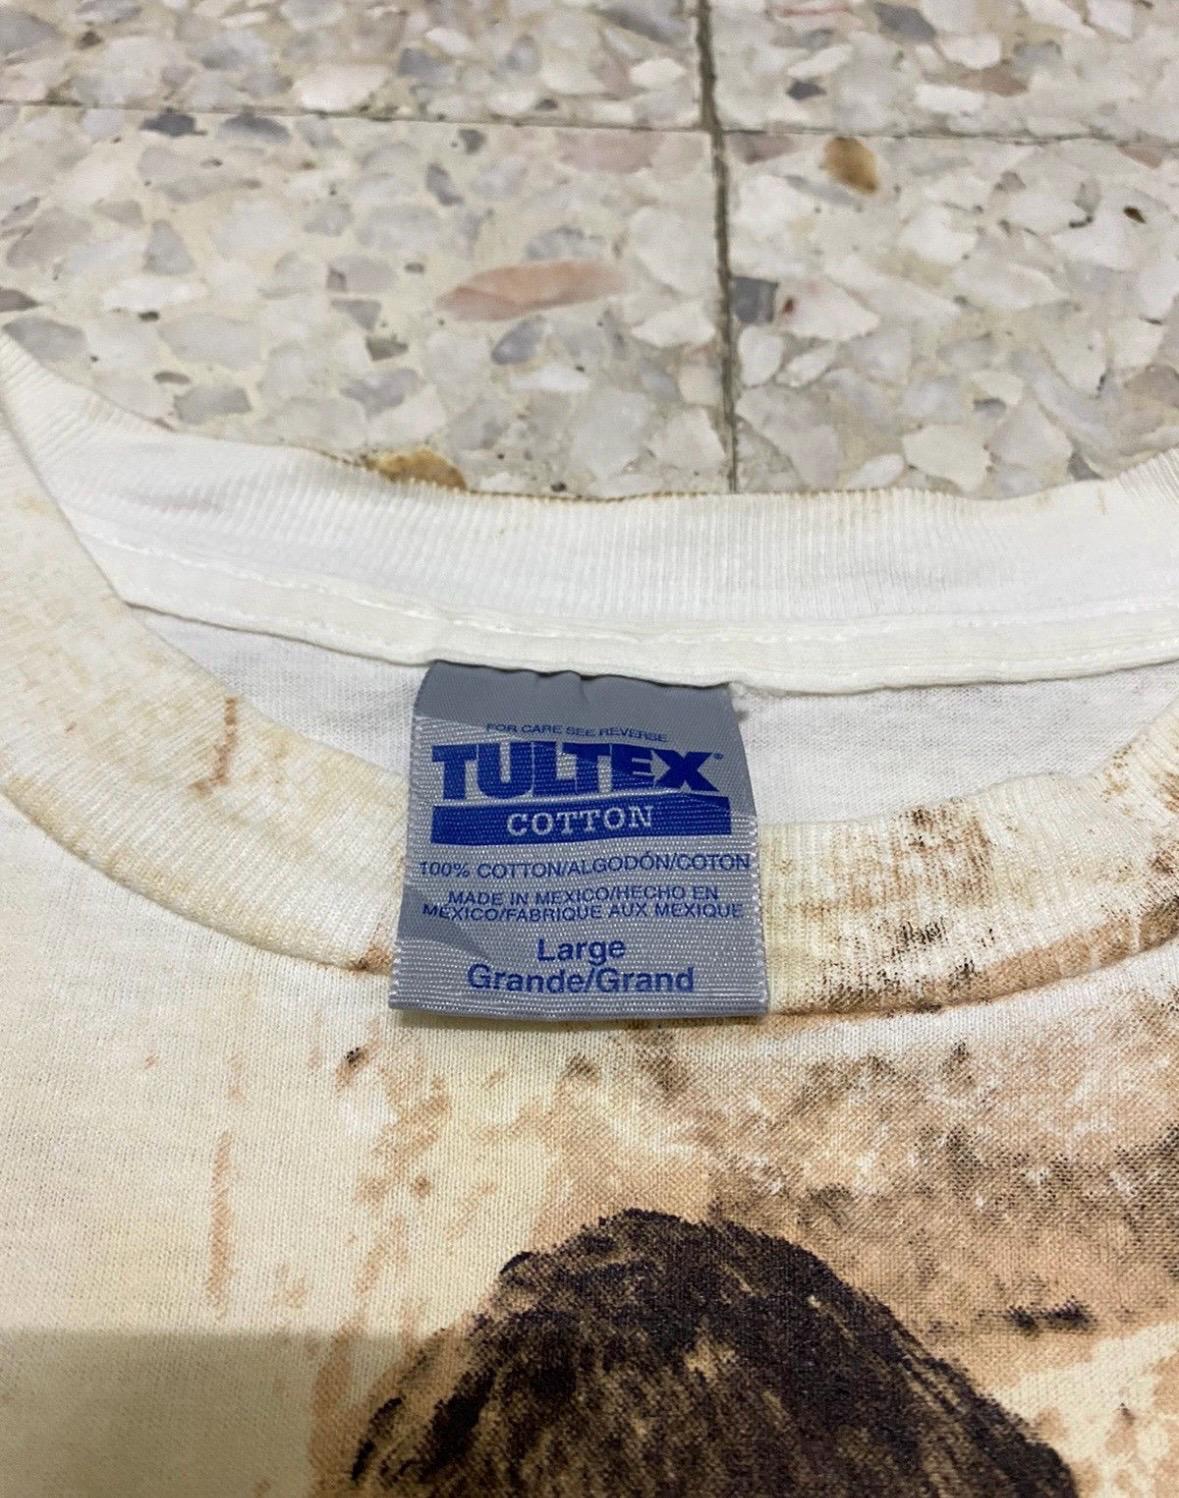 FOR CARE SEE REVERSE
TULTEX®
COTTON
100% COTTON/ALGODÓN/COTON
MADE IN MEXICO/HECHO EN
MÉXICO/FABRIQUE AUX MEXIQUE
Large
Grande/Grand